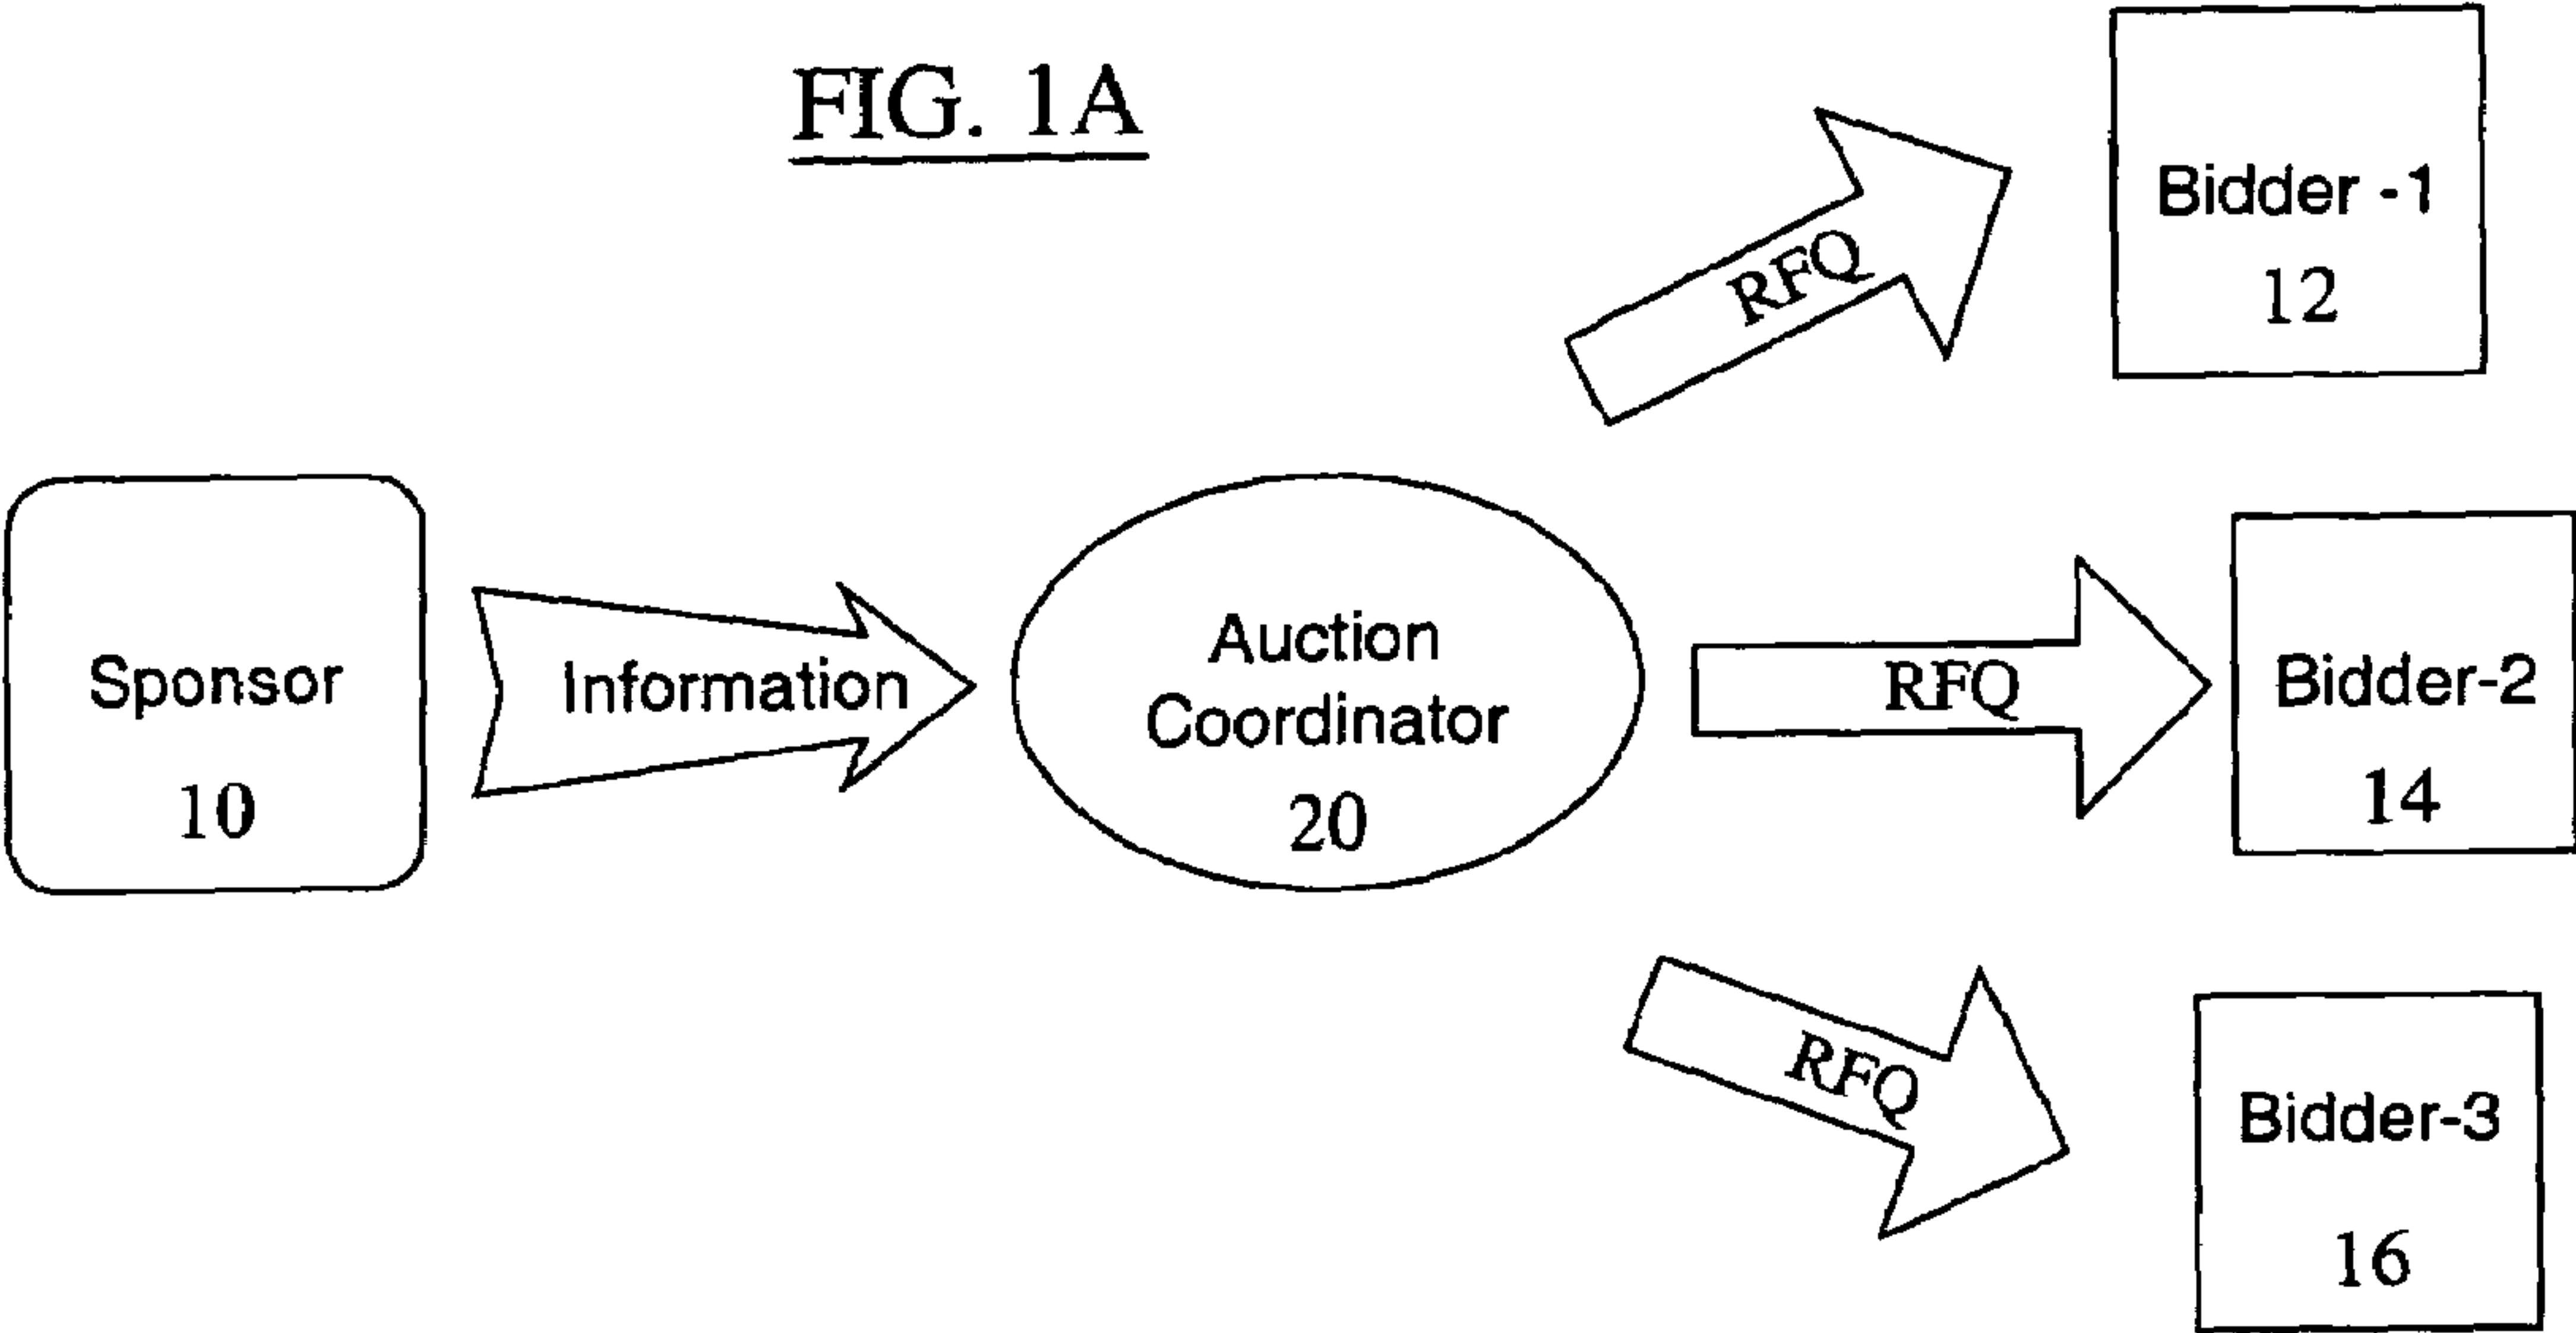 FIG. 1A
Bidder -1
12
RFQ
Sponsor
10
Information
Auction
Coordinator
20
RFQ
Bidder-2
14
RFQ
Bidder-3
16